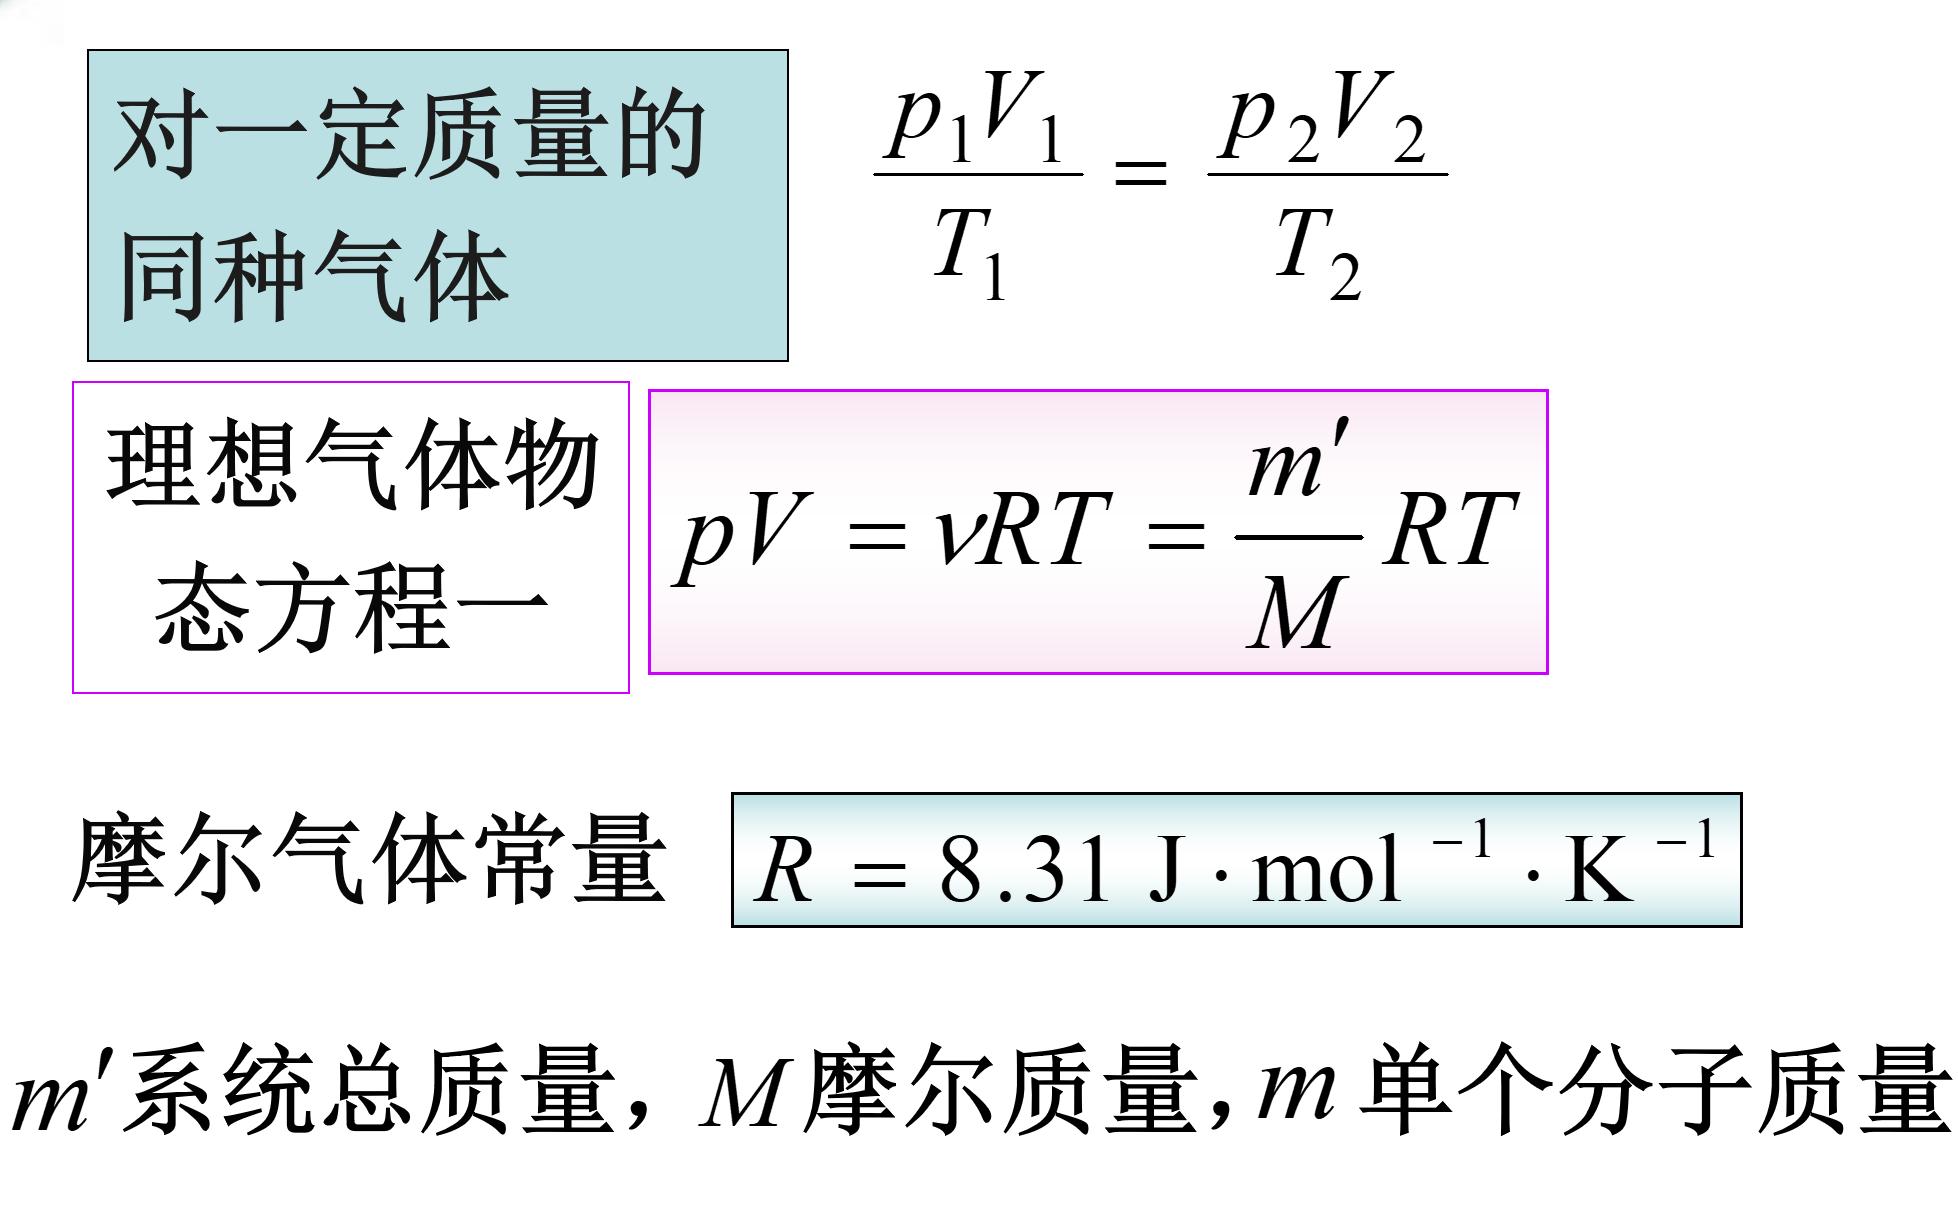 对一定质量的
同种气体
p₁V₁/T₁ = p₂V₂/T₂
理想气体物
态方程一
pV = νRT = m′/M RT
摩尔气体常量 R = 8.31 J·mol⁻¹·K⁻¹
m′系统总质量，M摩尔质量，m单个分子质量